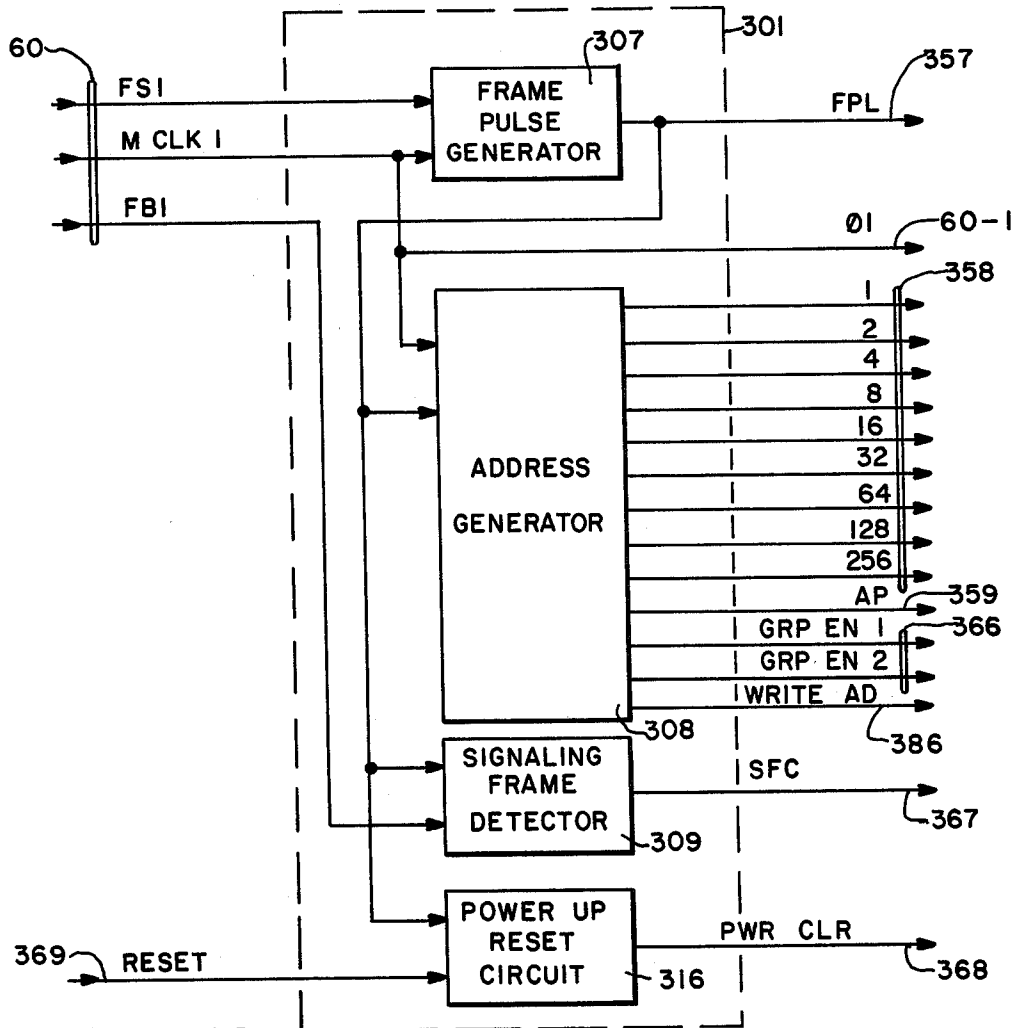 301
307
357
60
FS1
FRAME
PULSE
GENERATOR
FPL
M CLK 1
FB1
Ø1
60-1
358
1
2
4
8
16
32
64
128
256
ADDRESS
GENERATOR
AP
359
GRP EN 1
366
GRP EN 2
WRITE AD
308
386
SIGNALING
FRAME
DETECTOR
SFC
309
367
POWER UP
RESET
CIRCUIT
PWR CLR
369
RESET
316
368